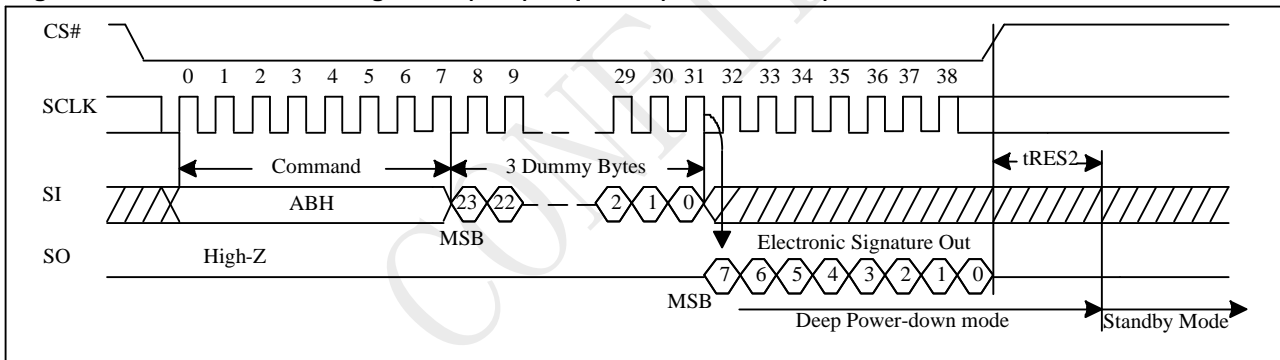 CS#
0 1 2 3 4 5 6 7 8 9 29 30 31 32 33 34 35 36 37 38
SCLK
Command 3 Dummy Bytes tRES2
SI
ABH 23 22 2 1 0
MSB
SO High-Z Electronic Signature Out
7 6 5 4 3 2 1 0
MSB
Deep Power-down mode Standby Mode